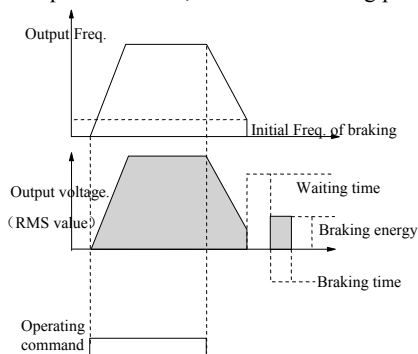 Output Freq.
Initial Freq. of braking
Output voltage.
（RMS value）
Waiting time
Braking energy
Braking time
Operating
command